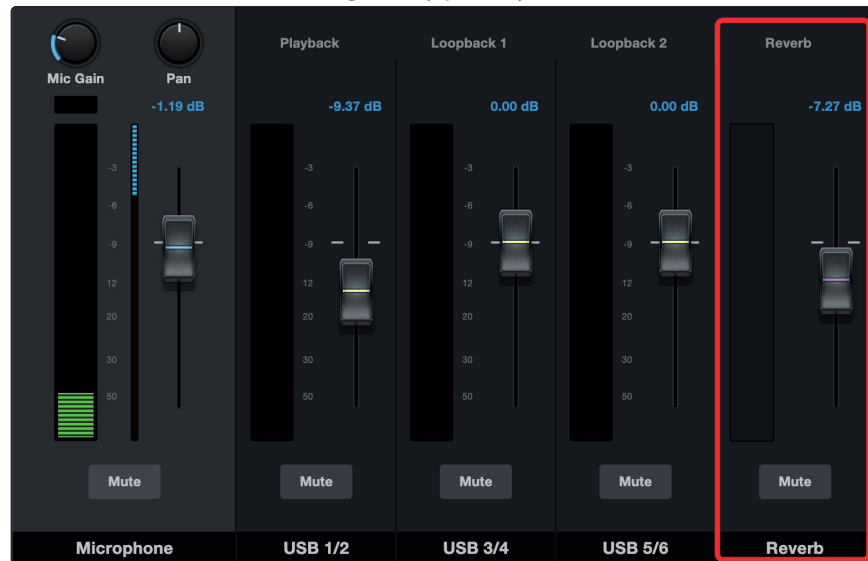 Mic Gain Pan Playback Loopback 1 Loopback 2 Reverb
-1.19 dB -9.37 dB 0.00 dB 0.00 dB -7.27 dB
-3 -3 -3 -3
-6 -6 -6 -6
-9 -9 -9 -9
12 12 12 12
20 20 20 20
30 30 30 30
50 50 50 50
Mute Mute Mute Mute Mute
Microphone USB 1/2 USB 3/4 USB 5/6 Reverb